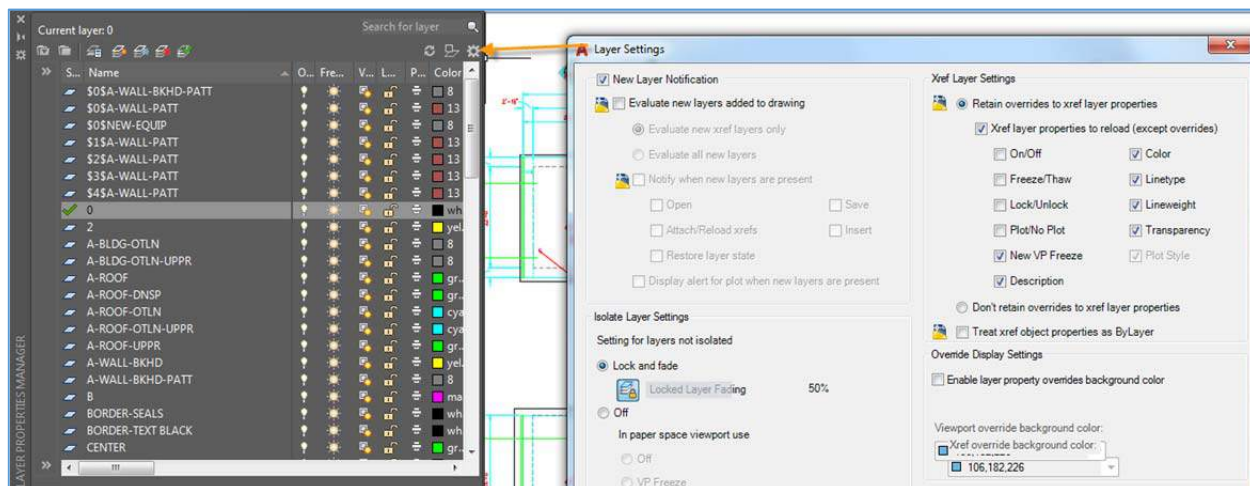 Current layer: 0
Search for layer
S... Name O... Fre... V... L... P... Color
$0$A-WALL-BKHD-PATT 8
$0$A-WALL-PATT 13
$0$NEW-EQUIP 8
$1$A-WALL-PATT 13
$2$A-WALL-PATT 13
$3$A-WALL-PATT 13
$4$A-WALL-PATT 13
0 wh
2 yel.
A-BLDG-OTLN 8
A-BLDG-OTLN-UPPR 8
A-ROOF gr..
A-ROOF-DNSP gr..
A-ROOF-OTLN cya
A-ROOF-OTLN-UPPR cya
A-ROOF-UPPR gr..
A-WALL-BKHD yel.
A-WALL-BKHD-PATT 8
B ma
BORDER-SEALS wh
BORDER-TEXT BLACK wh
CENTER gr..
LAYER PROPERTIES MANAGER
Layer Settings
New Layer Notification
Evaluate new layers added to drawing
Evaluate new xref layers only
Evaluate all new layers
Notify when new layers are present
Open Save
Attach/Reload xrefs Insert
Restore layer state
Display alert for plot when new layers are present
Isolate Layer Settings
Setting for layers not isolated
Lock and fade
Locked Layer Fading 50%
Off
In paper space viewport use
Off
VP Freeze
Xref Layer Settings
Retain overrides to xref layer properties
Xref layer properties to reload (except overrides)
On/Off Color
Freeze/Thaw Linetype
Lock/Unlock Lineweight
Plot/No Plot Transparency
New VP Freeze Plot Style
Description
Don't retain overrides to xref layer properties
Treat xref object properties as ByLayer
Override Display Settings
Enable layer property overrides background color
Viewport override background color:
Xref override background color:
106,182,226